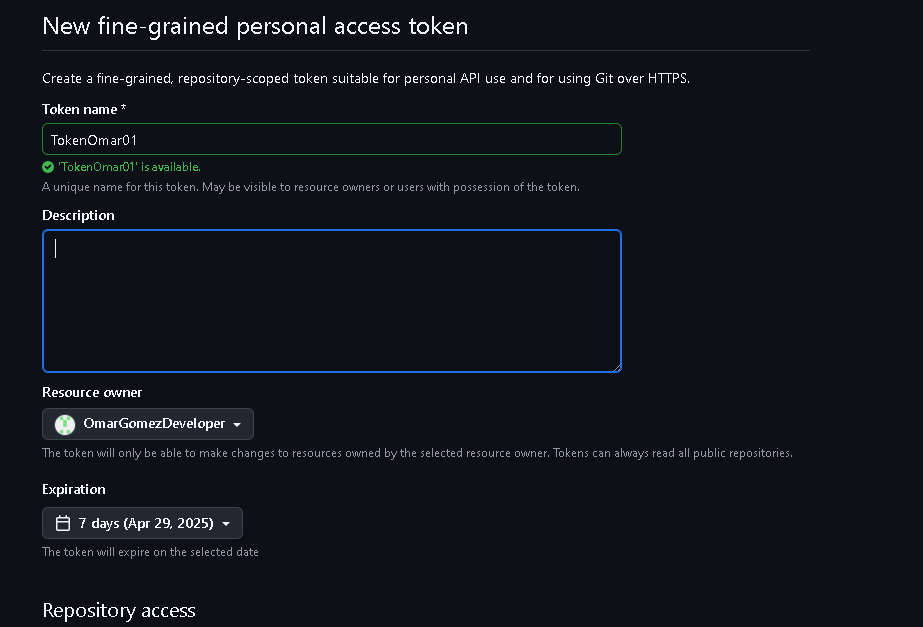 New fine-grained personal access token
Create a fine-grained, repository-scoped token suitable for personal API use and for using Git over HTTPS.
Token name *
TokenOmar01
'TokenOmar01' is available.
A unique name for this token. May be visible to resource owners or users with possession of the token.
Description
Resource owner
OmarGomezDeveloper
The token will only be able to make changes to resources owned by the selected resource owner. Tokens can always read all public repositories.
Expiration
7 days (Apr 29, 2025)
The token will expire on the selected date
Repository access